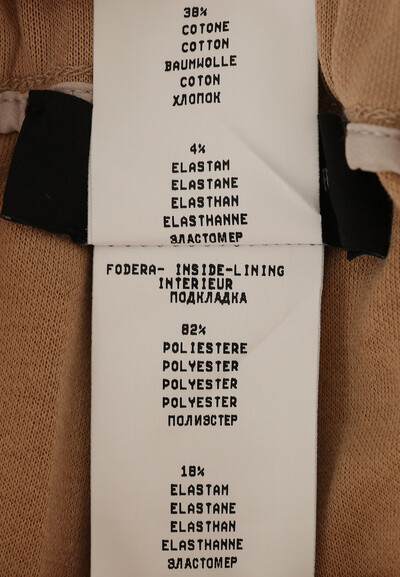 38%
COTONE
COTTON
BAUMWOLLE
COTON
ХЛОПОК
4%
ELASTAM
ELASTANE
ELASTHAN
ELASTHANNE
ЭЛАСТОМЕР
FODERA- INSIDE-LINING
INTERIEUR
ПОДКЛАДКА
82%
POLIESTERE
POLYESTER
POLYESTER
POLYESTER
ПОЛИЭСТЕР
18%
ELASTAM
ELASTANE
ELASTHAN
ELASTHANNE
ЭЛАСТОМЕР